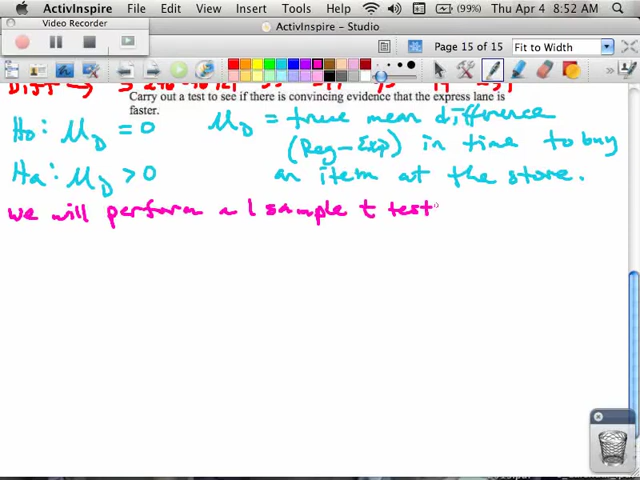 ActivInspire File Edit View Insert Tools Help (99%) Thu Apr 4 8:52 AM
Video Recorder
ActivInspire - Studio
Page 15 of 15 Fit to Width
Diff →
Carry out a test to see if there is convincing evidence that the express lane is
faster.
Ho: μD = 0 μD = true mean difference
(Reg-Exp) in time to buy
Ha: μD > 0 an item at the store.
we will perform a 1 sample t test